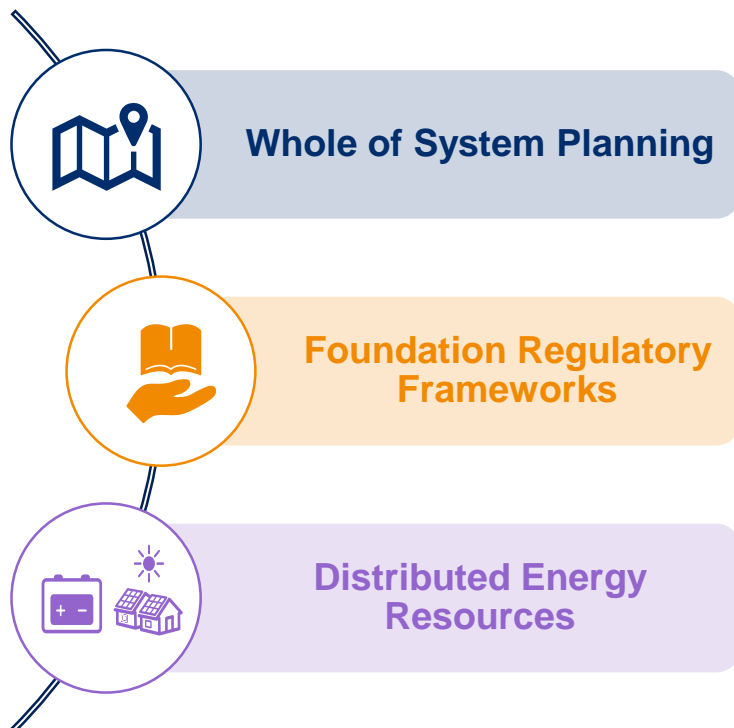 Whole of System Planning
Foundation Regulatory
Frameworks
+ -
Distributed Energy
Resources